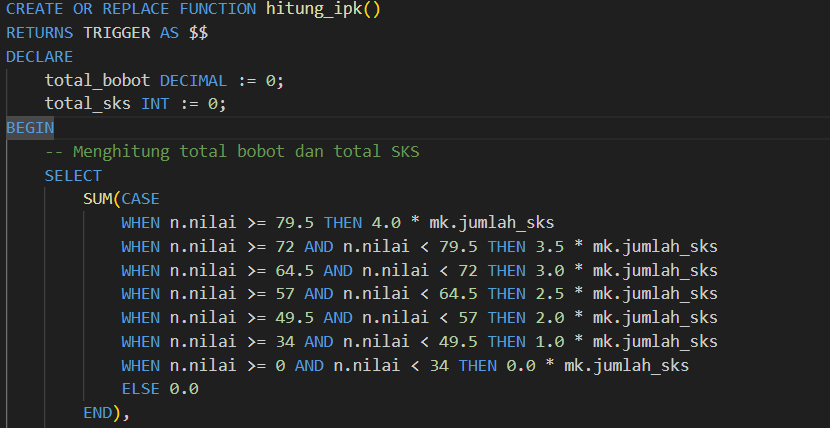 CREATE OR REPLACE FUNCTION hitung_ipk()
RETURNS TRIGGER AS $$
DECLARE
    total_bobot DECIMAL := 0;
    total_sks INT := 0;
BEGIN
    -- Menghitung total bobot dan total SKS
    SELECT
        SUM(CASE
            WHEN n.nilai >= 79.5 THEN 4.0 * mk.jumlah_sks
            WHEN n.nilai >= 72 AND n.nilai < 79.5 THEN 3.5 * mk.jumlah_sks
            WHEN n.nilai >= 64.5 AND n.nilai < 72 THEN 3.0 * mk.jumlah_sks
            WHEN n.nilai >= 57 AND n.nilai < 64.5 THEN 2.5 * mk.jumlah_sks
            WHEN n.nilai >= 49.5 AND n.nilai < 57 THEN 2.0 * mk.jumlah_sks
            WHEN n.nilai >= 34 AND n.nilai < 49.5 THEN 1.0 * mk.jumlah_sks
            WHEN n.nilai >= 0 AND n.nilai < 34 THEN 0.0 * mk.jumlah_sks
            ELSE 0.0
        END),